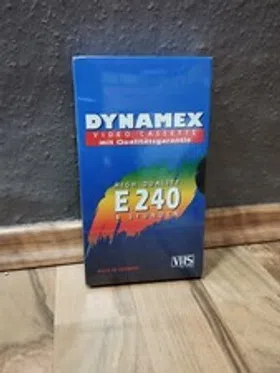 DYNAMEX
VIDEO CASSETTE
mit Qualitätsgarantie
HIGH QUALITY
E 240
4 STUNDEN
VHS